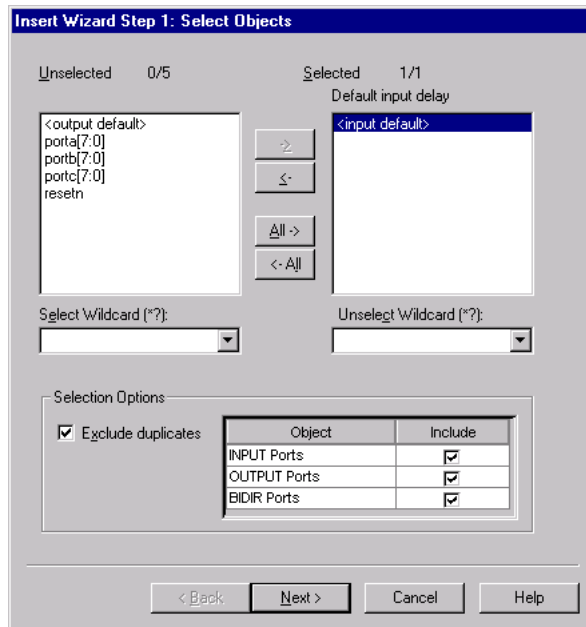 Insert Wizard Step 1: Select Objects
Unselected 0/5
Selected 1/1
Default input delay
<output default>
porta[7:0]
portb[7:0]
portc[7:0]
resetn
->
<-
All ->
<- All
<input default>
Select Wildcard (*?):
Unselect Wildcard (*?):
Selection Options
Exclude duplicates
Object Include
INPUT Ports
OUTPUT Ports
BIDIR Ports
< Back Next > Cancel Help